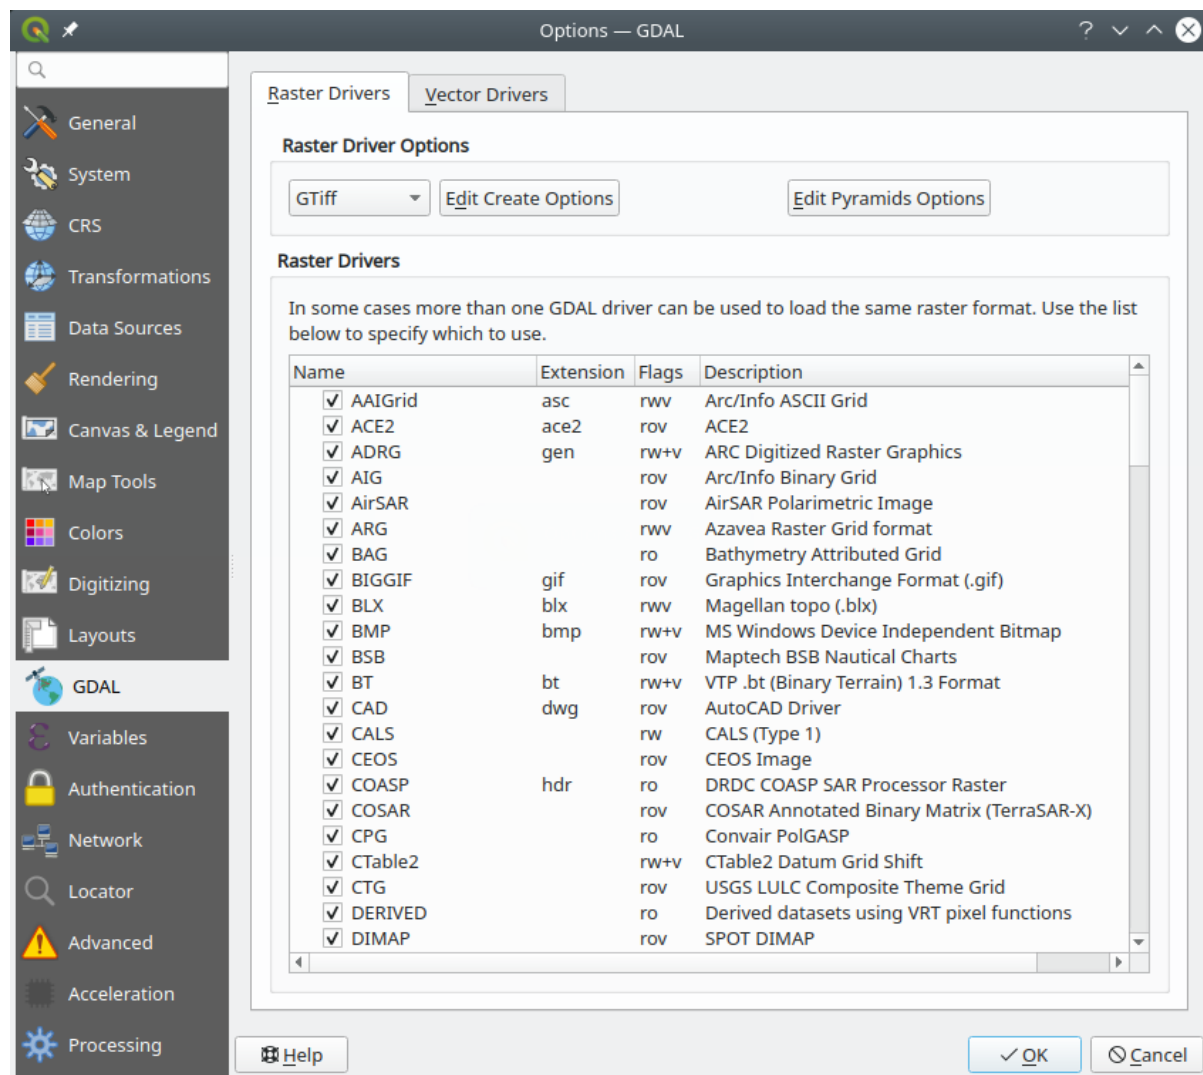 Options — GDAL
General
System
CRS
Transformations
Data Sources
Rendering
Canvas & Legend
Map Tools
Colors
Digitizing
Layouts
GDAL
Variables
Authentication
Network
Locator
Advanced
Acceleration
Processing
Raster Drivers Vector Drivers
Raster Driver Options
GTiff Edit Create Options Edit Pyramids Options
Raster Drivers
In some cases more than one GDAL driver can be used to load the same raster format. Use the list
below to specify which to use.
Name Extension Flags Description
AAIGrid asc rwv Arc/Info ASCII Grid
ACE2 ace2 rov ACE2
ADRG gen rw+v ARC Digitized Raster Graphics
AIG rov Arc/Info Binary Grid
AirSAR rov AirSAR Polarimetric Image
ARG rwv Azavea Raster Grid format
BAG ro Bathymetry Attributed Grid
BIGGIF gif rov Graphics Interchange Format (.gif)
BLX blx rwv Magellan topo (.blx)
BMP bmp rw+v MS Windows Device Independent Bitmap
BSB rov Maptech BSB Nautical Charts
BT bt rw+v VTP .bt (Binary Terrain) 1.3 Format
CAD dwg rov AutoCAD Driver
CALS rw CALS (Type 1)
CEOS rov CEOS Image
COASP hdr ro DRDC COASP SAR Processor Raster
COSAR rov COSAR Annotated Binary Matrix (TerraSAR-X)
CPG ro Convair PolGASP
CTable2 rw+v CTable2 Datum Grid Shift
CTG rov USGS LULC Composite Theme Grid
DERIVED ro Derived datasets using VRT pixel functions
DIMAP rov SPOT DIMAP
Help OK Cancel